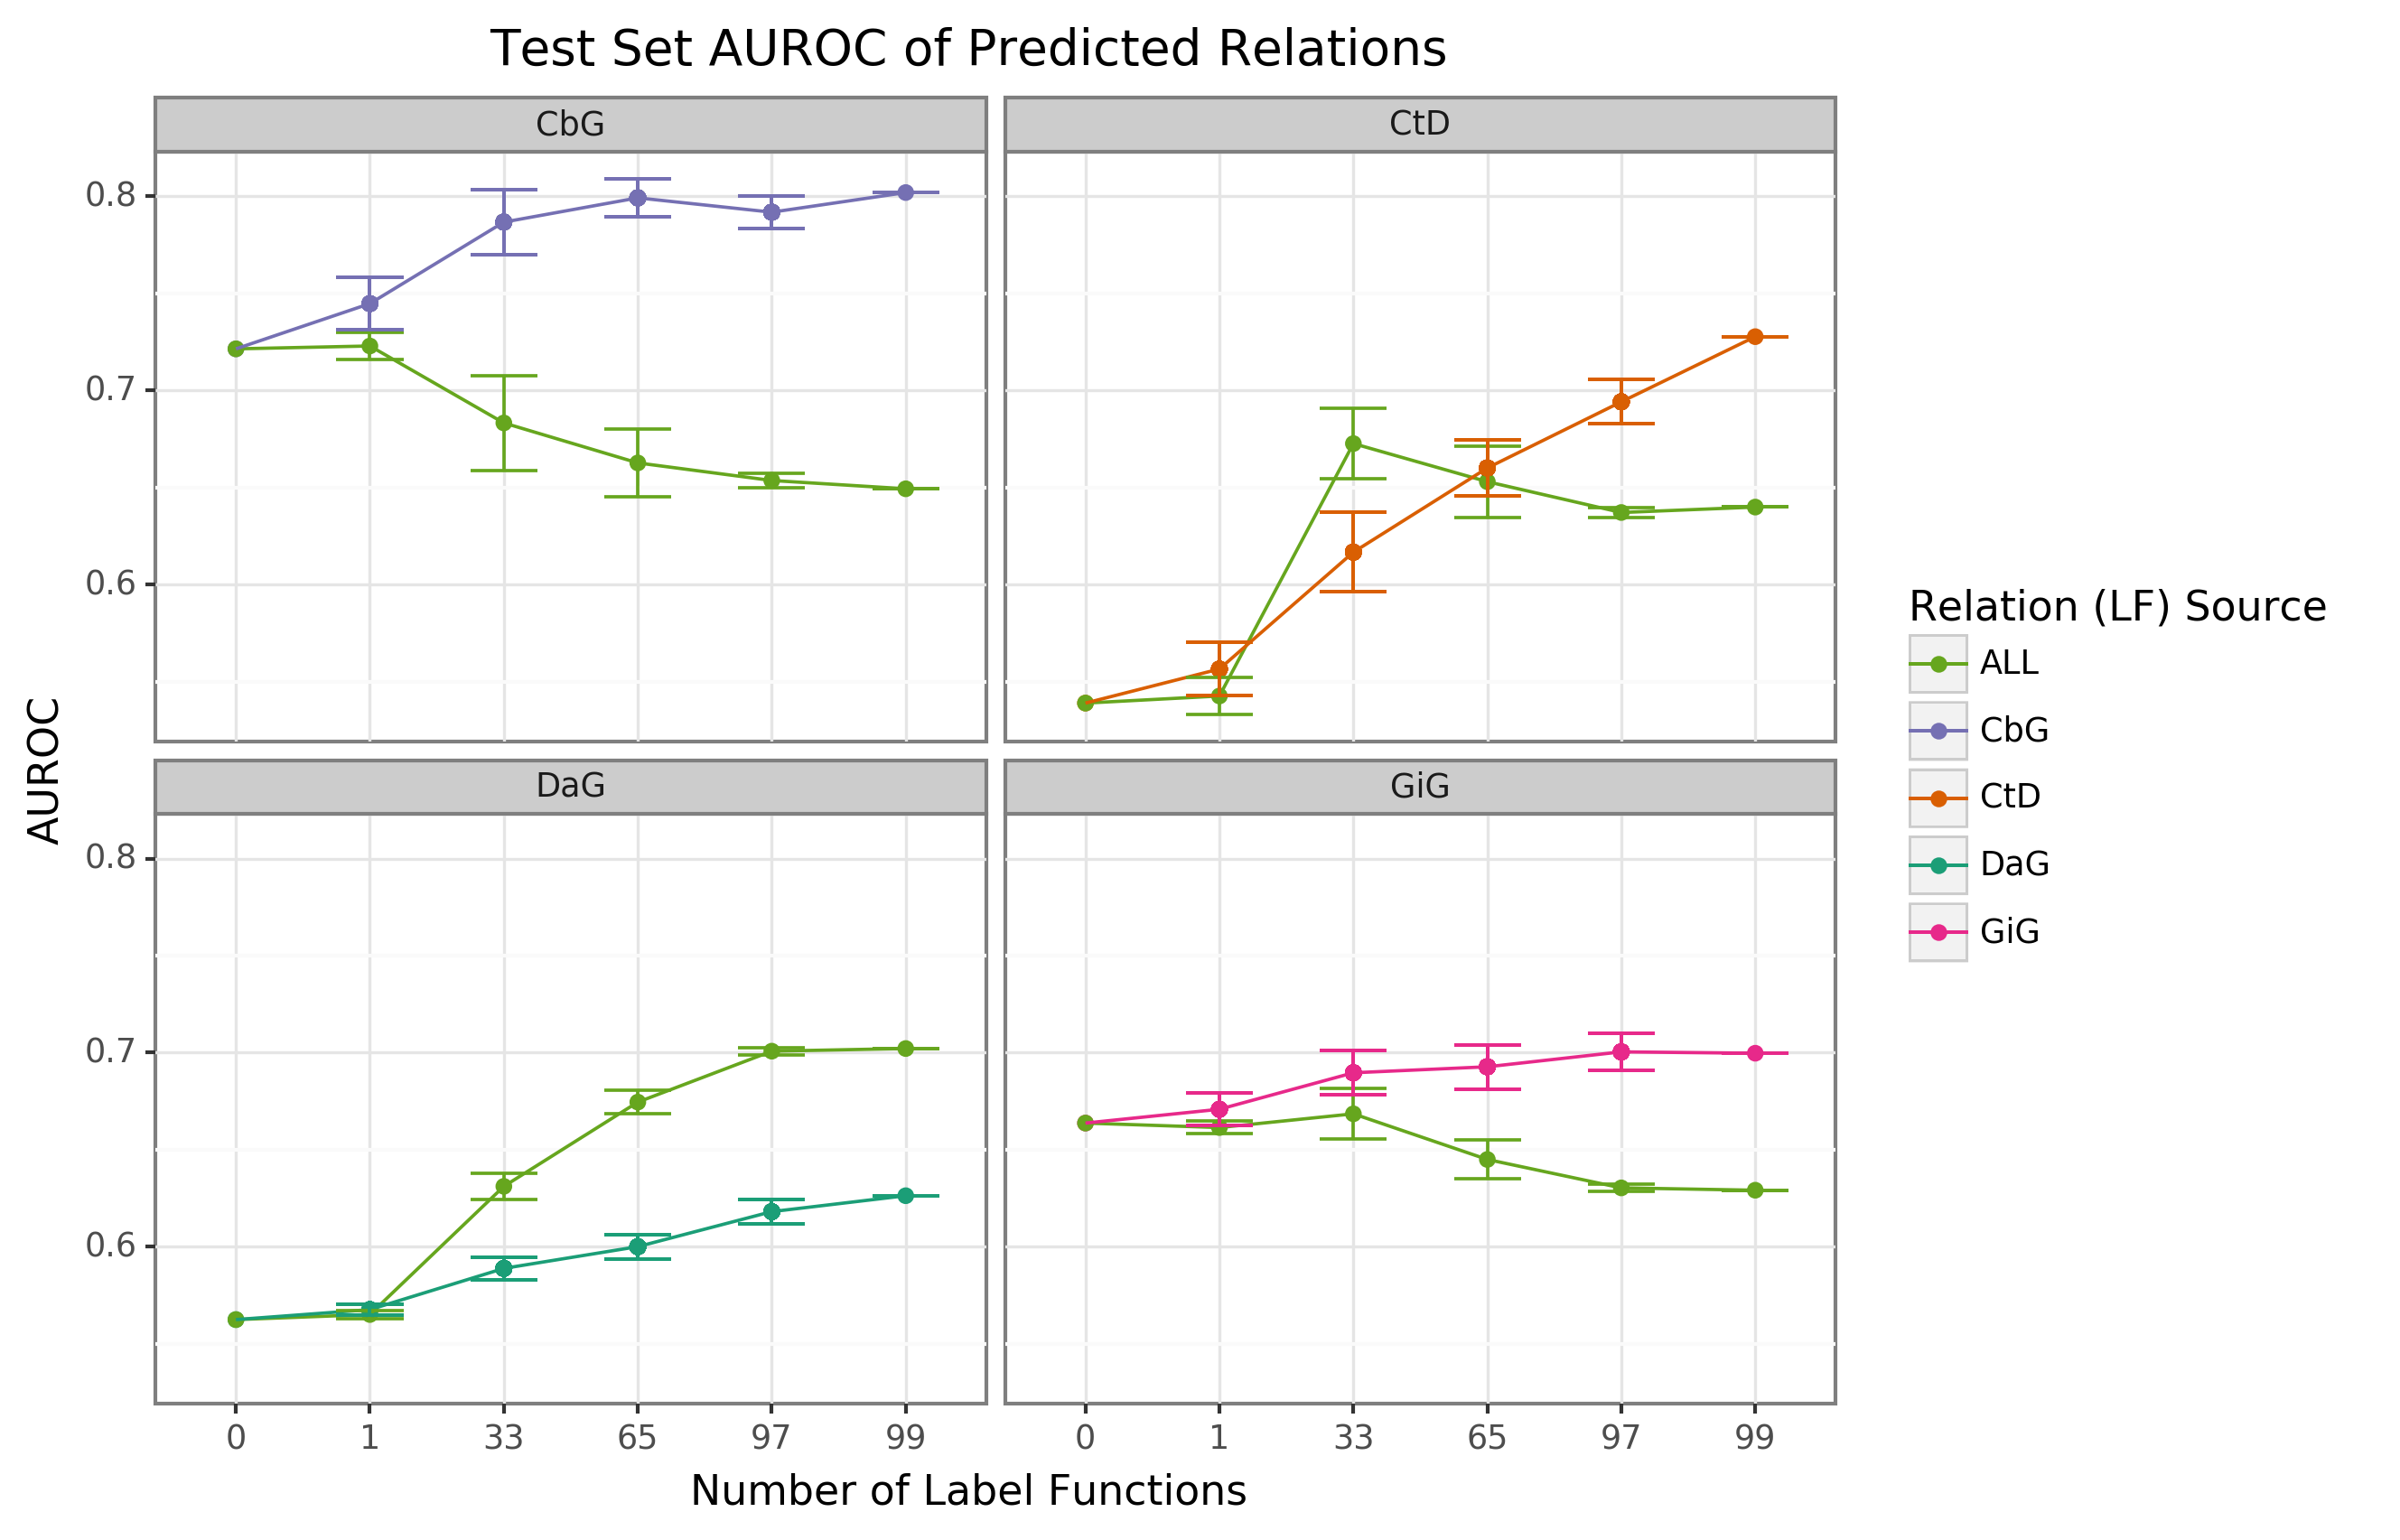 Test Set AUROC of Predicted Relations
CbG
CtD
0.8
0.7
0.6
DaG
GiG
0.8
0.7
0.6
AUROC
0 1 33 65 97 99
0 1 33 65 97 99
Number of Label Functions
Relation (LF) Source
ALL
CbG
CtD
DaG
GiG